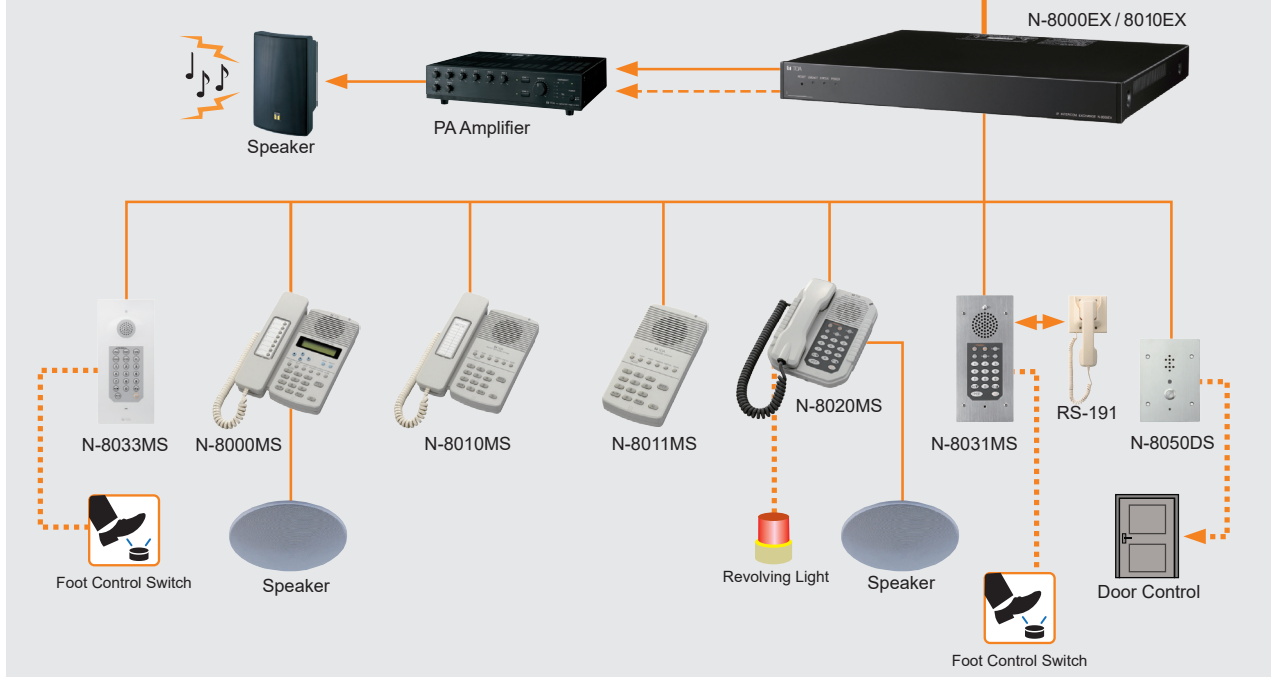 N-8000EX / 8010EX
TOA
Speaker
PA Amplifier
N-8033MS
N-8000MS
N-8010MS
N-8011MS
N-8020MS
N-8031MS
RS-191
N-8050DS
Foot Control Switch
Speaker
Revolving Light
Speaker
Door Control
Foot Control Switch